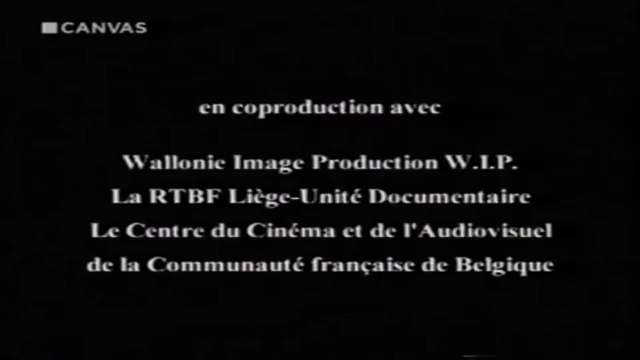 CANVAS
en coproduction avec
Wallonie Image Production W.I.P.
La RTBF Liège-Unité Documentaire
Le Centre du Cinéma et de l'Audiovisuel
de la Communauté française de Belgique